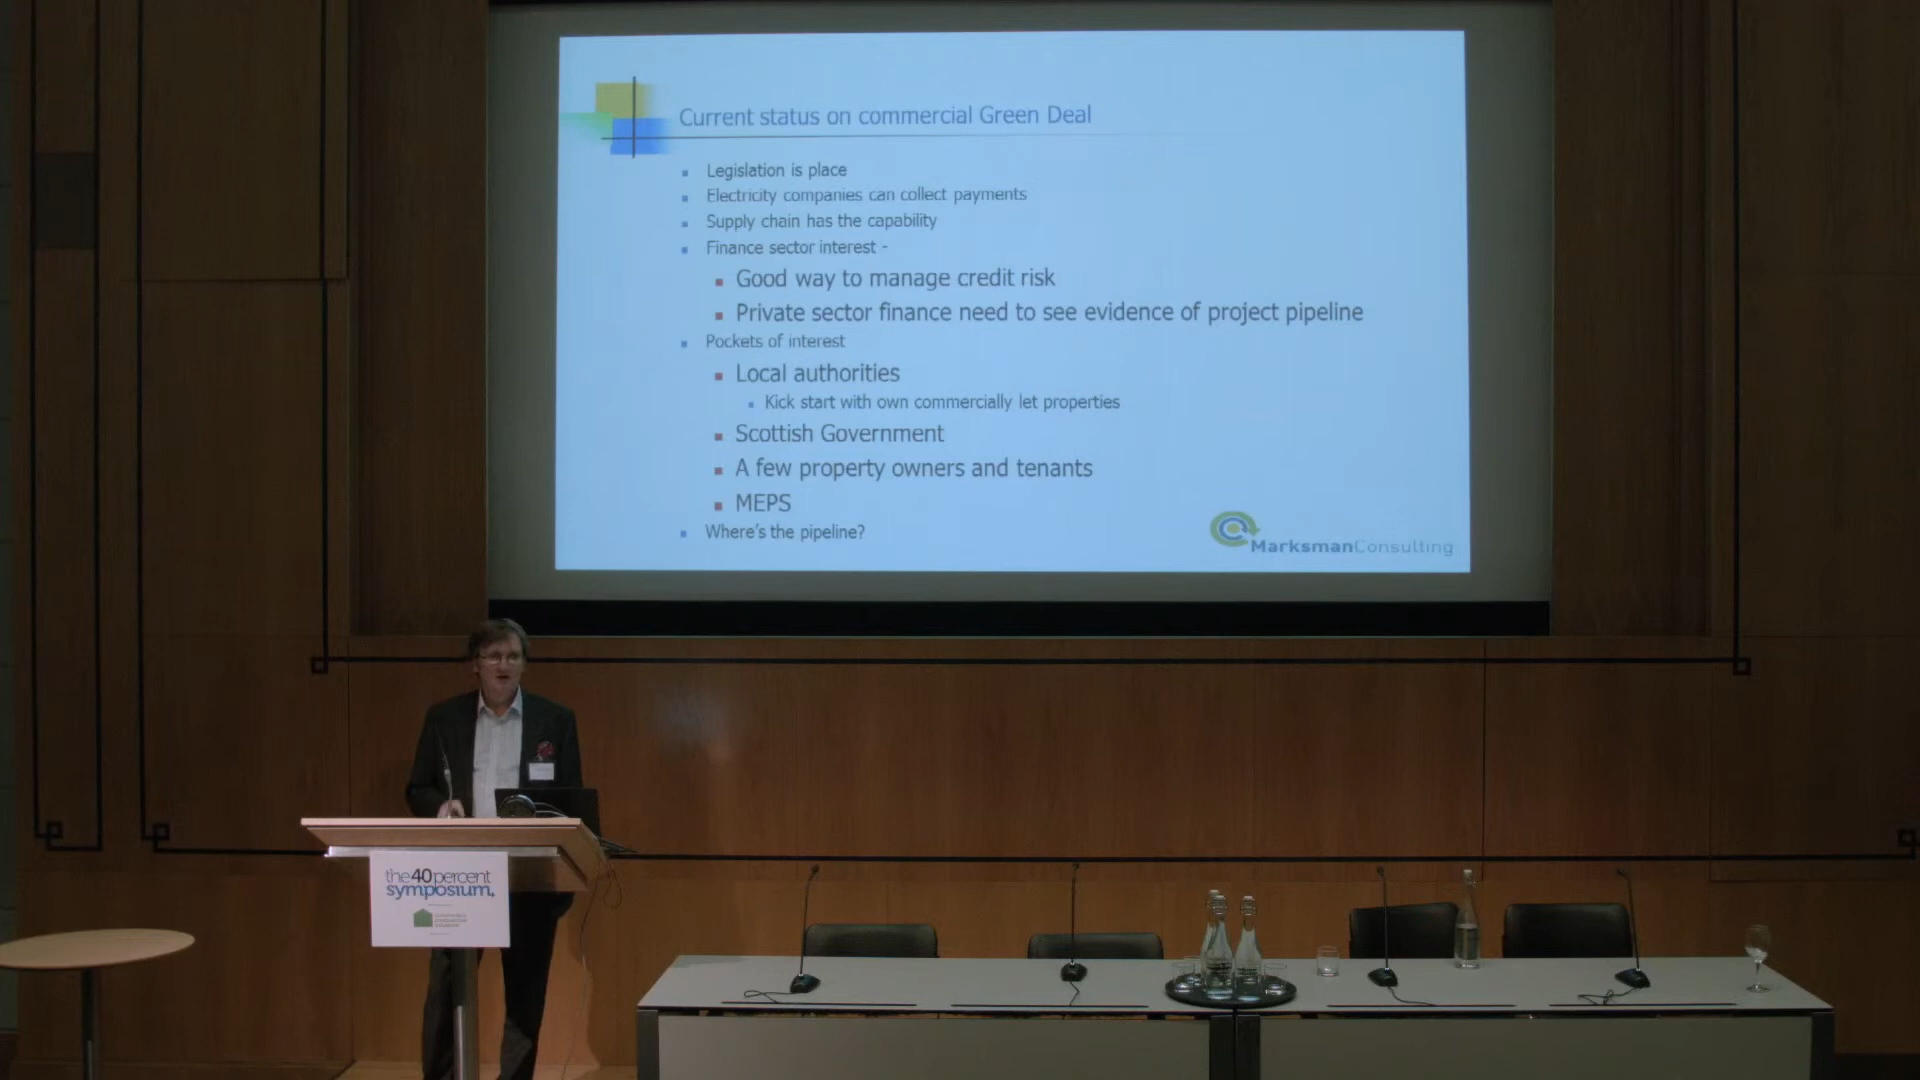 Current status on commercial Green Deal
Legislation is place
Electricity companies can collect payments
Supply chain has the capability
Finance sector interest -
Good way to manage credit risk
Private sector finance need to see evidence of project pipeline
Pockets of interest
Local authorities
Kick start with own commercially let properties
Scottish Government
A few property owners and tenants
MEPS
Where's the pipeline?
MarksmanConsulting
the40percent
symposium.